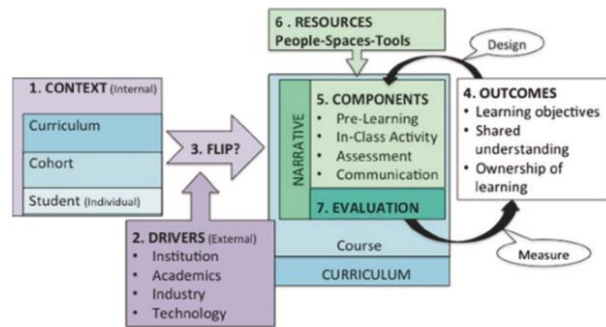 6 . RESOURCES
People-Spaces-Tools
Design
1. CONTEXT (Internal)
Curriculum
Cohort
Student (Individual)
3. FLIP?
2. DRIVERS (External)
• Institution
• Academics
• Industry
• Technology
NARRATIVE
5. COMPONENTS
• Pre-Learning
• In-Class Activity
• Assessment
• Communication
7. EVALUATION
Course
CURRICULUM
4. OUTCOMES
• Learning objectives
• Shared
understanding
• Ownership of
learning
Measure